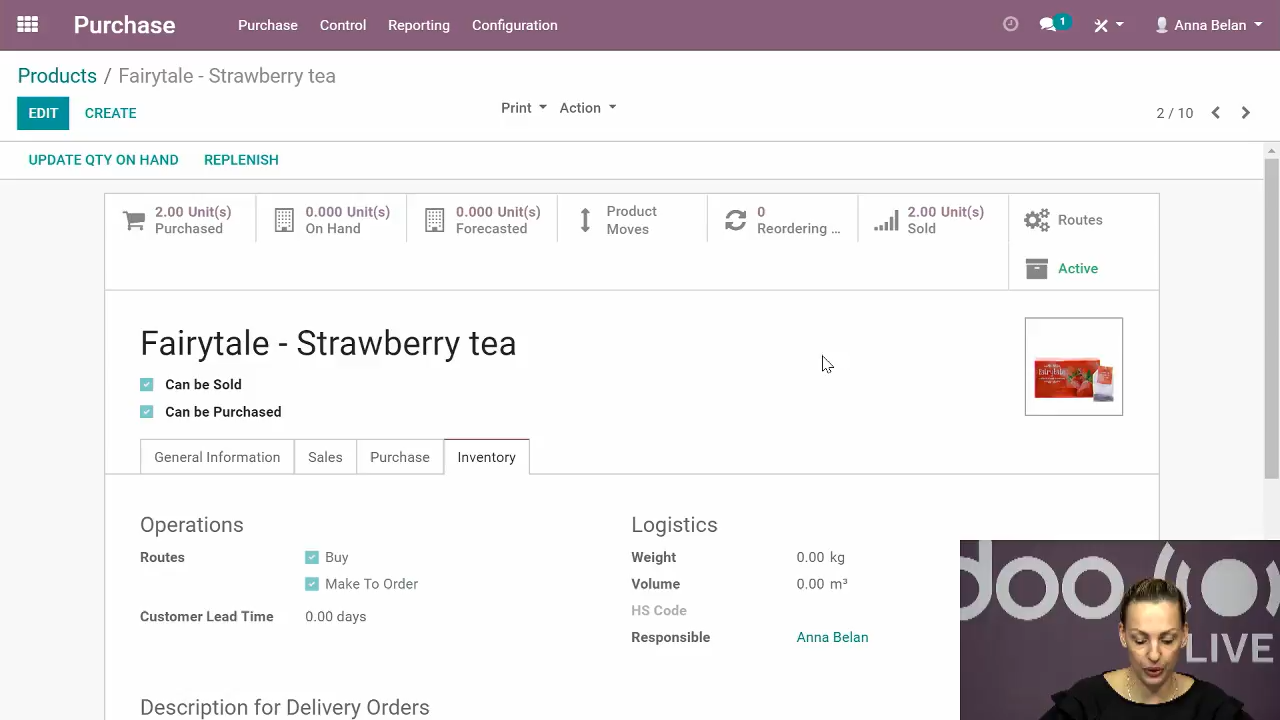 Purchase Purchase Control Reporting Configuration 1 Anna Belan
Products / Fairytale - Strawberry tea
EDIT CREATE Print Action 2 / 10
UPDATE QTY ON HAND REPLENISH
2.00 Unit(s) 0.000 Unit(s) 0.000 Unit(s) Product 0 2.00 Unit(s) Routes
Purchased On Hand Forecasted Moves Reordering ... Sold
Active
Fairytale - Strawberry tea
Can be Sold
Can be Purchased
Fairytale
General Information Sales Purchase Inventory
Operations Logistics
Routes Buy Weight 0.00 kg
Make To Order Volume 0.00 m³
HS Code
Customer Lead Time 0.00 days
Responsible Anna Belan
doo
LIVE
Description for Delivery Orders